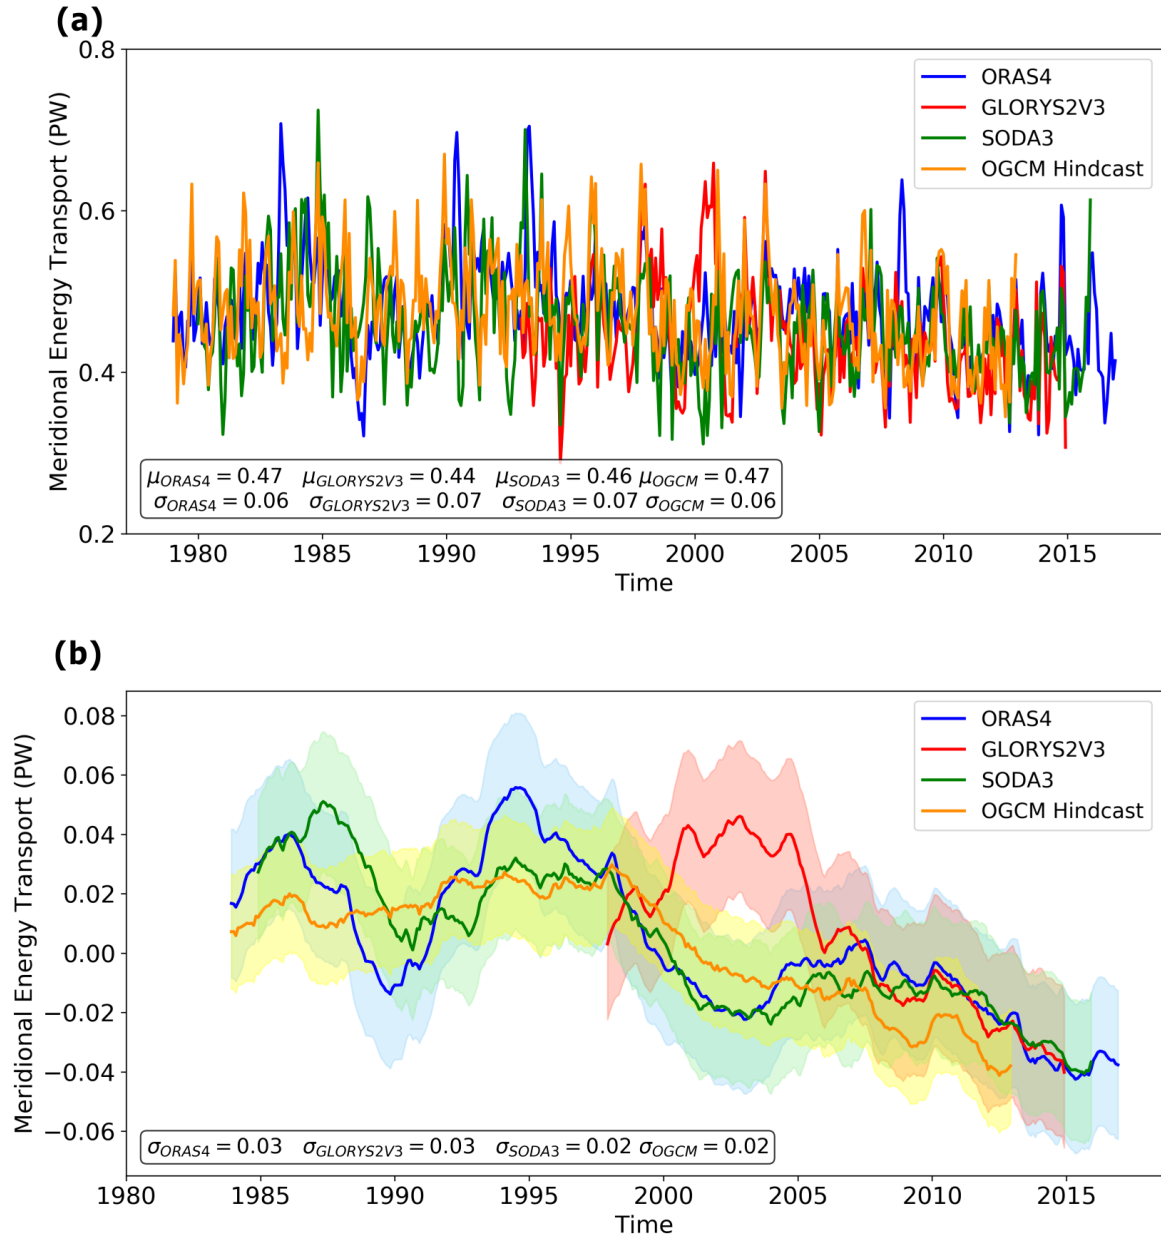 (a)
Meridional Energy Transport (PW)
0.8
0.6
0.4
0.2
ORAS4
GLORYS2V3
SODA3
OGCM Hindcast
μORAS4 = 0.47 μGLORYS2V3 = 0.44 μSODA3 = 0.46 μOGCM = 0.47
σORAS4 = 0.06 σGLORYS2V3 = 0.07 σSODA3 = 0.07 σOGCM = 0.06
1980 1985 1990 1995 2000 2005 2010 2015
Time
(b)
Meridional Energy Transport (PW)
0.08
0.06
0.04
0.02
0.00
−0.02
−0.04
−0.06
ORAS4
GLORYS2V3
SODA3
OGCM Hindcast
σORAS4 = 0.03 σGLORYS2V3 = 0.03 σSODA3 = 0.02 σOGCM = 0.02
1980 1985 1990 1995 2000 2005 2010 2015
Time